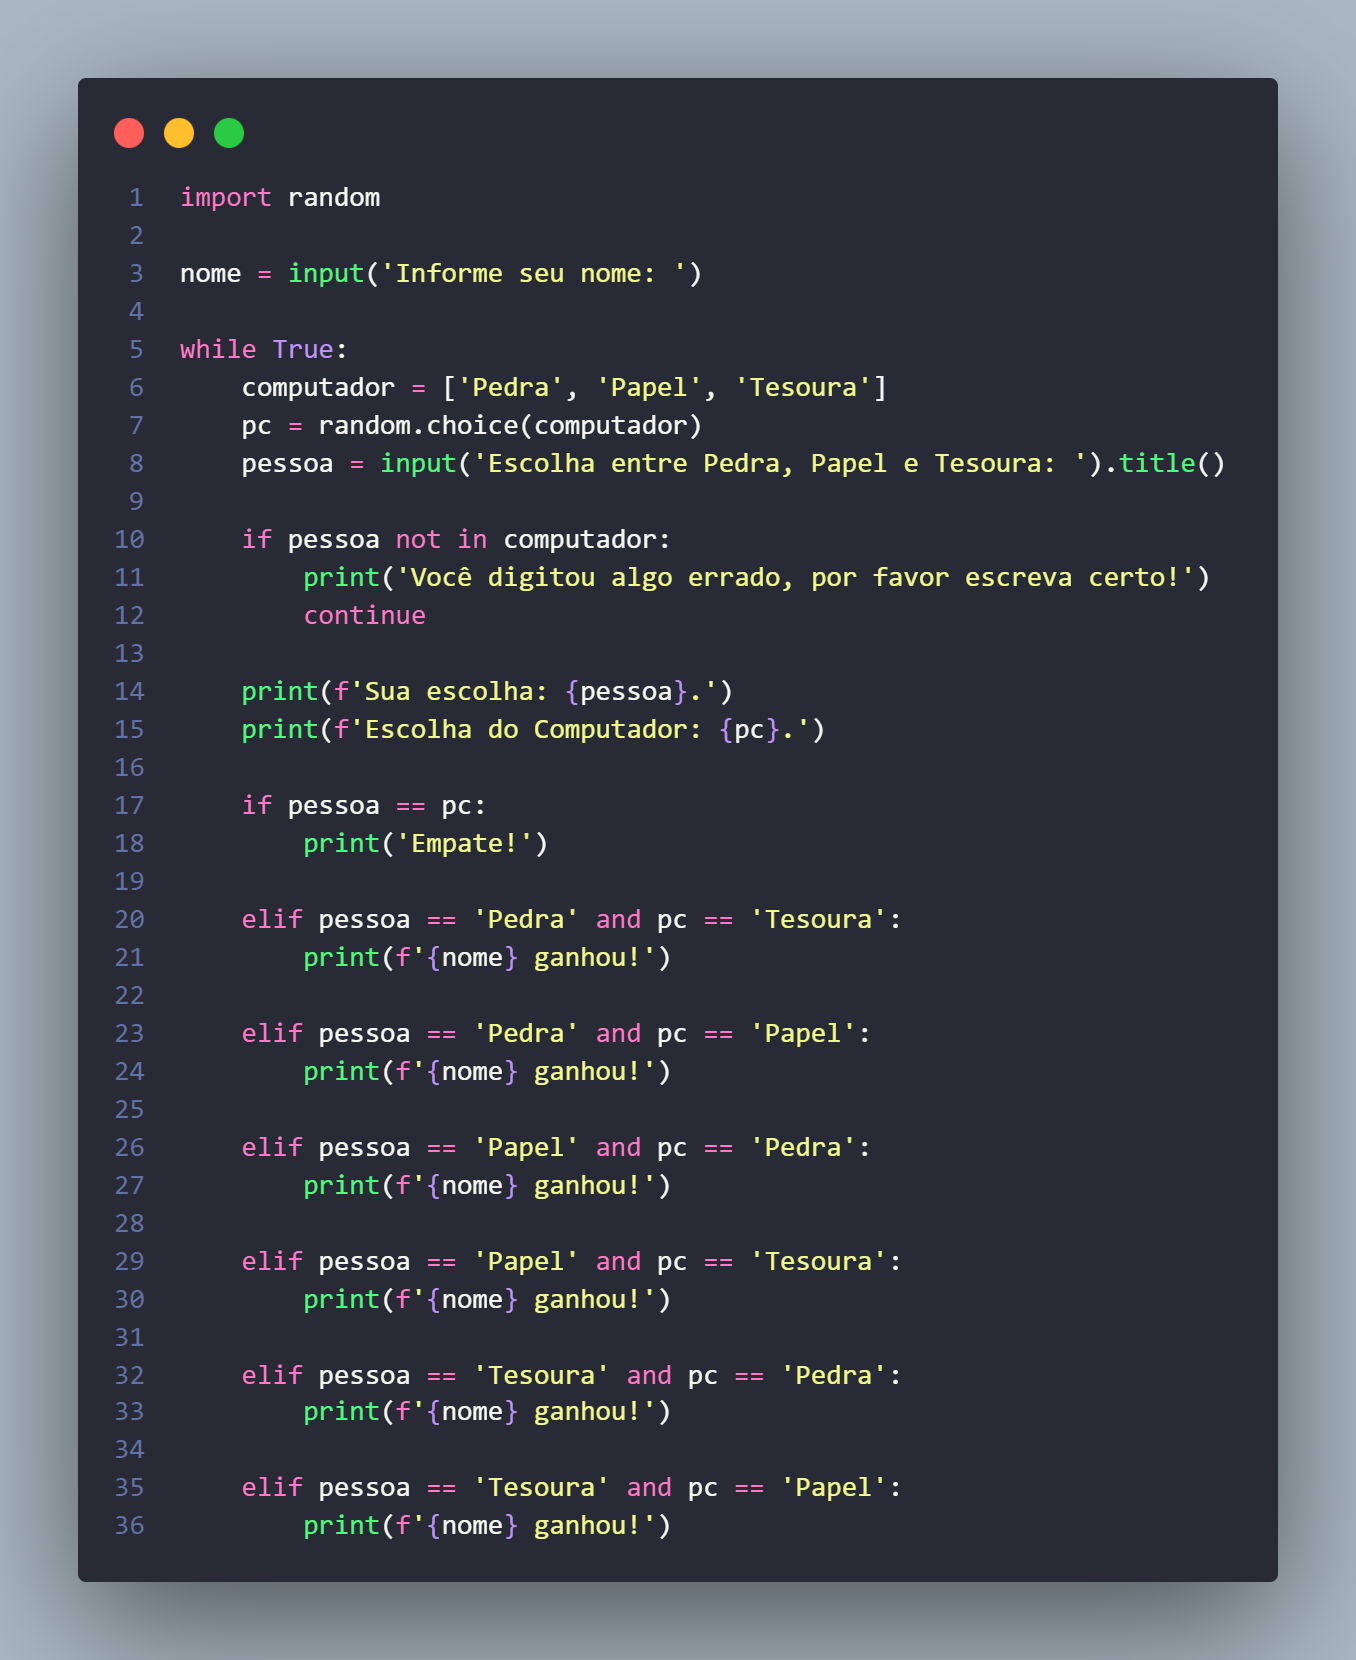 1 import random
2
3 nome = input('Informe seu nome: ')
4
5 while True:
6     computador = ['Pedra', 'Papel', 'Tesoura']
7     pc = random.choice(computador)
8     pessoa = input('Escolha entre Pedra, Papel e Tesoura: ').title()
9
10     if pessoa not in computador:
11         print('Você digitou algo errado, por favor escreva certo!')
12         continue
13
14     print(f'Sua escolha: {pessoa}.')
15     print(f'Escolha do Computador: {pc}.')
16
17     if pessoa == pc:
18         print('Empate!')
19
20     elif pessoa == 'Pedra' and pc == 'Tesoura':
21         print(f'{nome} ganhou!')
22
23     elif pessoa == 'Pedra' and pc == 'Papel':
24         print(f'{nome} ganhou!')
25
26     elif pessoa == 'Papel' and pc == 'Pedra':
27         print(f'{nome} ganhou!')
28
29     elif pessoa == 'Papel' and pc == 'Tesoura':
30         print(f'{nome} ganhou!')
31
32     elif pessoa == 'Tesoura' and pc == 'Pedra':
33         print(f'{nome} ganhou!')
34
35     elif pessoa == 'Tesoura' and pc == 'Papel':
36         print(f'{nome} ganhou!')